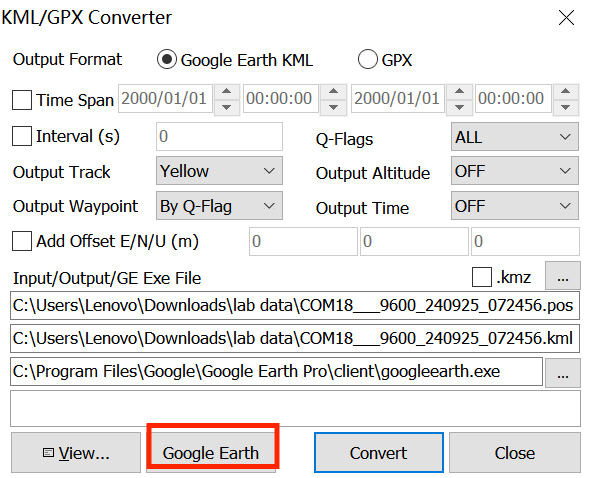 KML/GPX Converter
Output Format Google Earth KML GPX
Time Span 2000/01/01 00:00:00 2000/01/01 00:00:00
Interval (s) 0 Q-Flags ALL
Output Track Yellow Output Altitude OFF
Output Waypoint By Q-Flag Output Time OFF
Add Offset E/N/U (m) 0 0 0
Input/Output/GE Exe File .kmz ...
C:\Users\Lenovo\Downloads\lab data\COM18___9600_240925_072456.pos
C:\Users\Lenovo\Downloads\lab data\COM18___9600_240925_072456.kml
C:\Program Files\Google\Google Earth Pro\client\googleearth.exe ...
View... Google Earth Convert Close